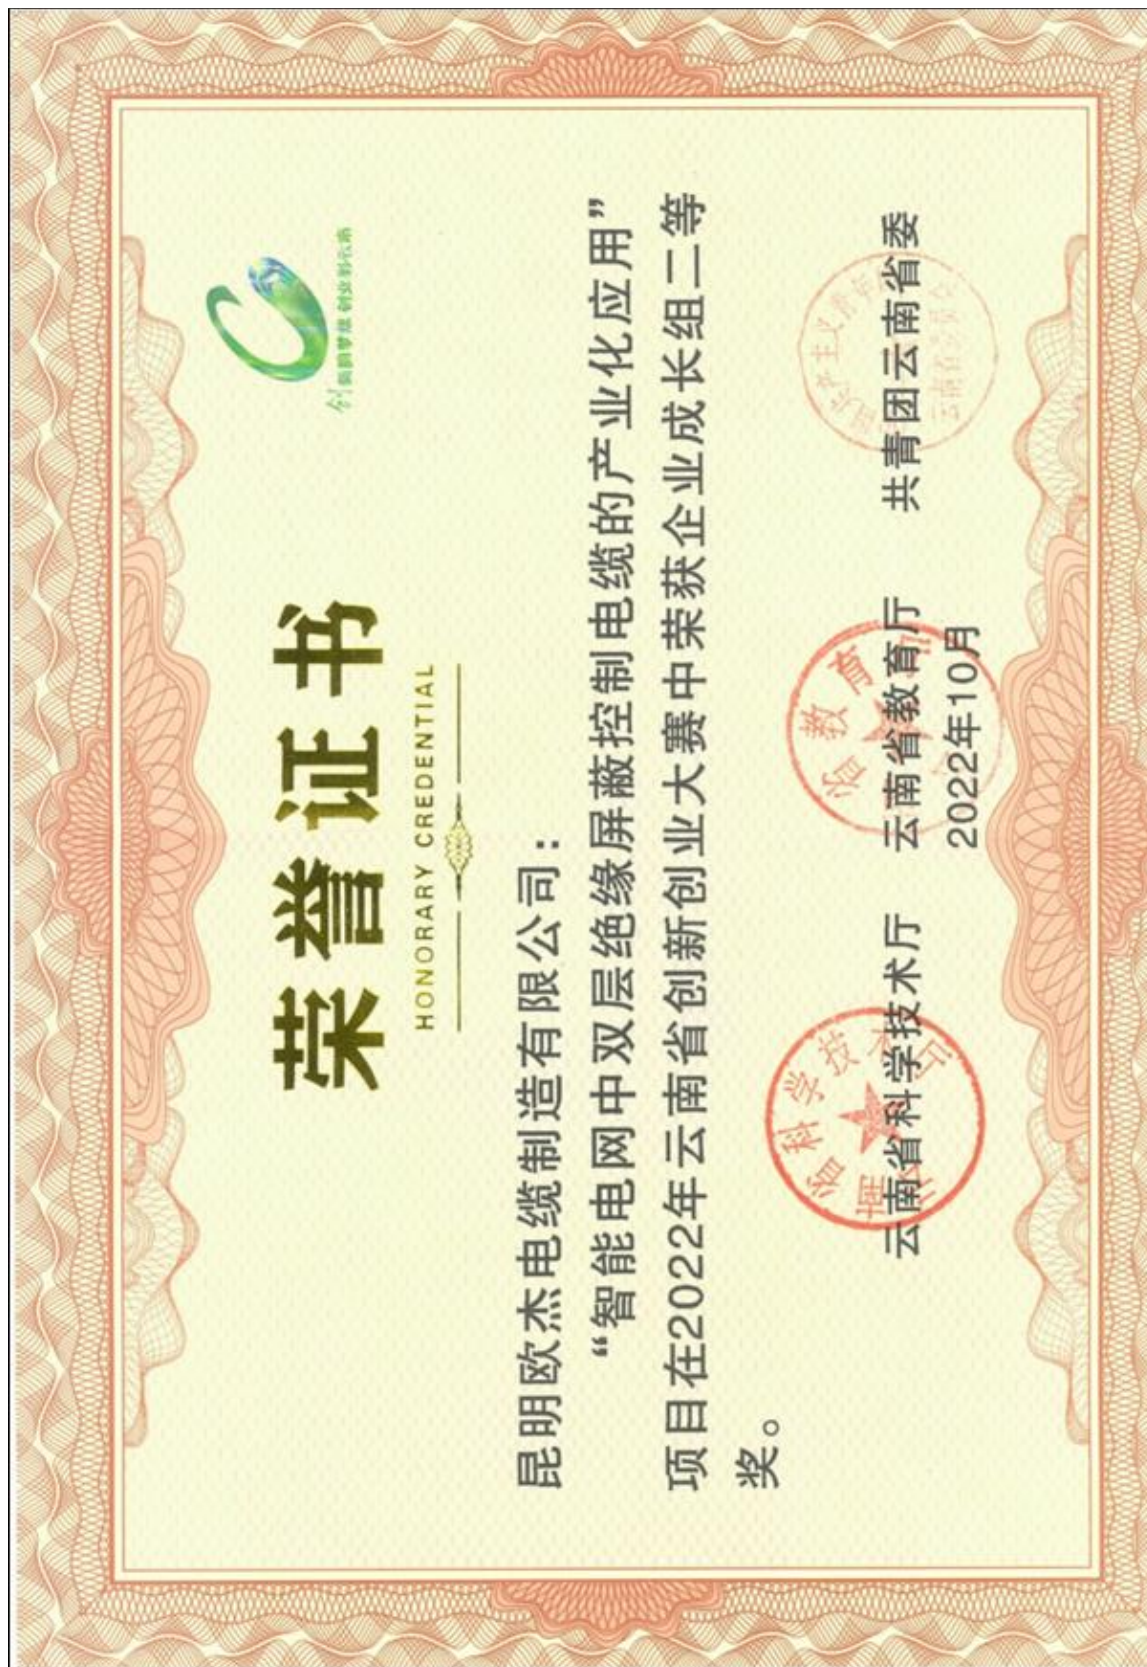 荣誉证书
HONORARY CREDENTIAL
昆明欧杰电缆制造有限公司：
“智能电网中双层绝缘屏蔽控制电缆的产业化应用”
项目在2022年云南省创新创业大赛中荣获企业成长组二等
奖。
云南省科学技术厅 云南省教育厅 共青团云南省委
2022年10月